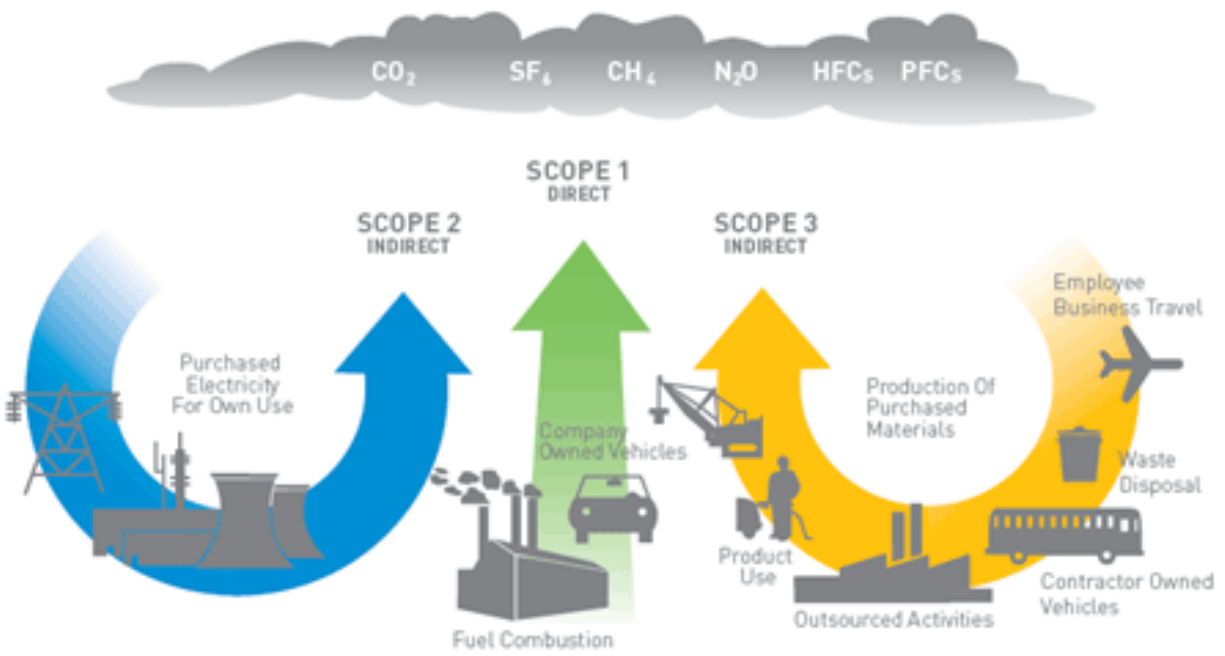 CO₂ SF₆ CH₄ N₂O HFCs PFCs
SCOPE 1
DIRECT
SCOPE 2
INDIRECT
SCOPE 3
INDIRECT
Purchased
Electricity
For Own Use
Company
Owned Vehicles
Fuel Combustion
Employee
Business Travel
Production Of
Purchased
Materials
Waste
Disposal
Product
Use
Contractor Owned
Vehicles
Outsourced Activities